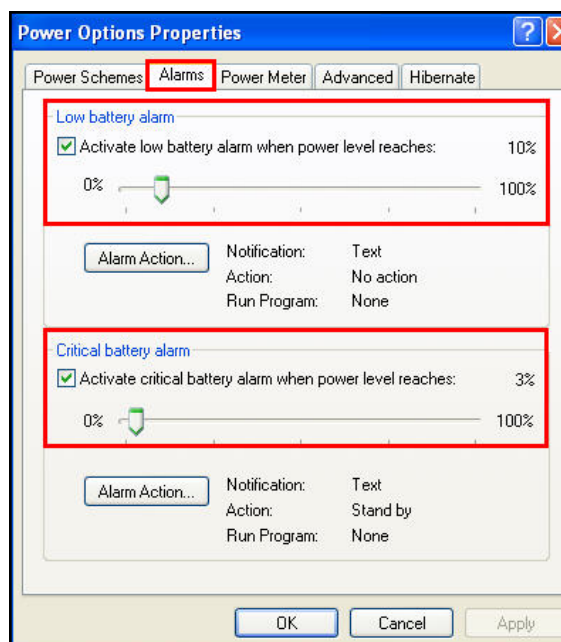 Power Options Properties
Power Schemes Alarms Power Meter Advanced Hibernate
Low battery alarm
Activate low battery alarm when power level reaches: 10%
0% 100%
Alarm Action... Notification: Text
Action: No action
Run Program: None
Critical battery alarm
Activate critical battery alarm when power level reaches: 3%
0% 100%
Alarm Action... Notification: Text
Action: Stand by
Run Program: None
OK Cancel Apply